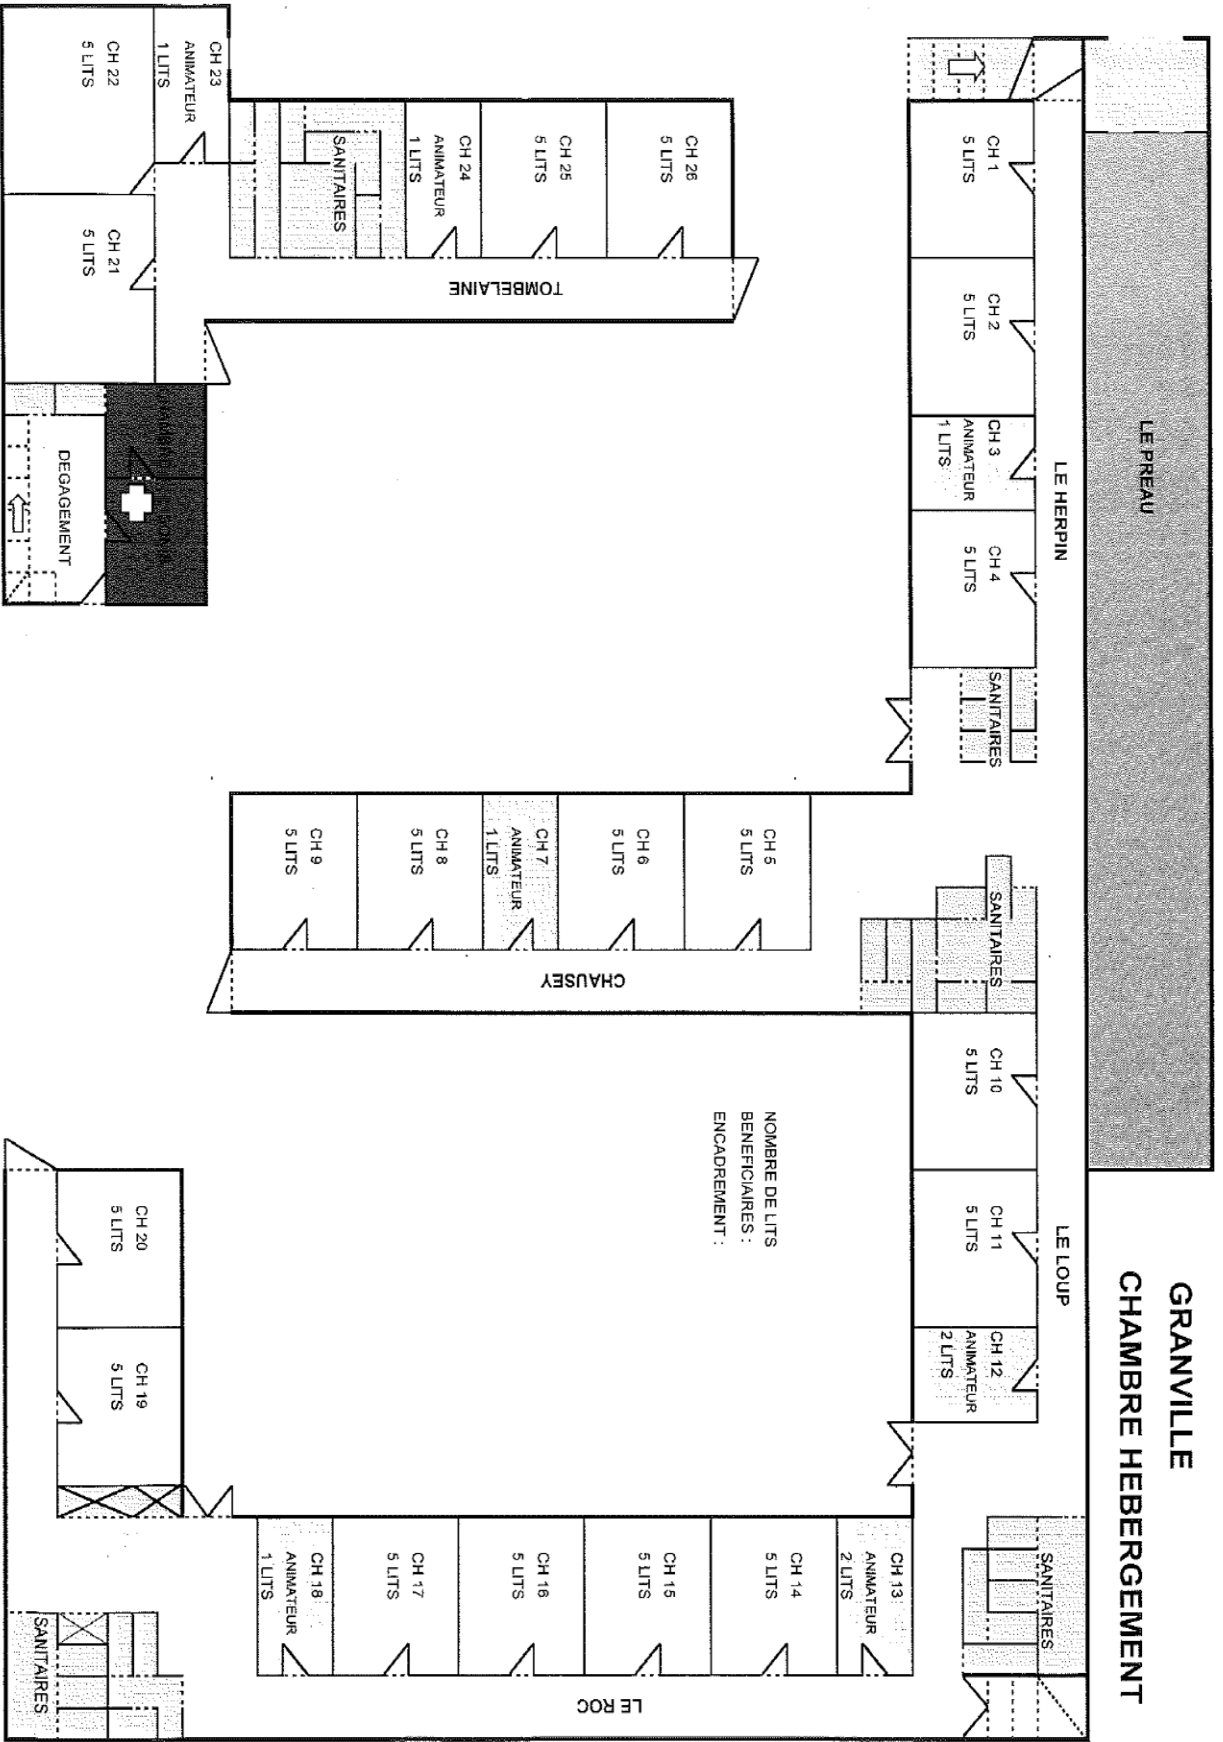 GRANVILLE
CHAMBRE HEBERGEMENT
LE PREAU
LE HERPIN
LE LOUP
CH 1
5 LITS
CH 2
5 LITS
CH 3
ANIMATEUR
1 LITS
CH 4
5 LITS
SANITAIRES
SANITAIRES
CH 10
5 LITS
CH 11
5 LITS
CH 12
ANIMATEUR
2 LITS
SANITAIRES
CH 26
5 LITS
CH 25
5 LITS
CH 24
ANIMATEUR
1 LITS
SANITAIRES
TOMBELAINE
CH 23
ANIMATEUR
1 LITS
CH 22
5 LITS
CH 21
5 LITS
DEGAGEMENT
CH 5
5 LITS
CH 6
5 LITS
CH 7
ANIMATEUR
1 LITS
CH 8
5 LITS
CH 9
5 LITS
CHAUSEY
NOMBRE DE LITS
BENEFICIAIRES :
ENCADREMENT :
CH 13
ANIMATEUR
2 LITS
CH 14
5 LITS
CH 15
5 LITS
CH 16
5 LITS
CH 17
5 LITS
CH 18
ANIMATEUR
1 LITS
LE ROC
CH 20
5 LITS
CH 19
5 LITS
SANITAIRES